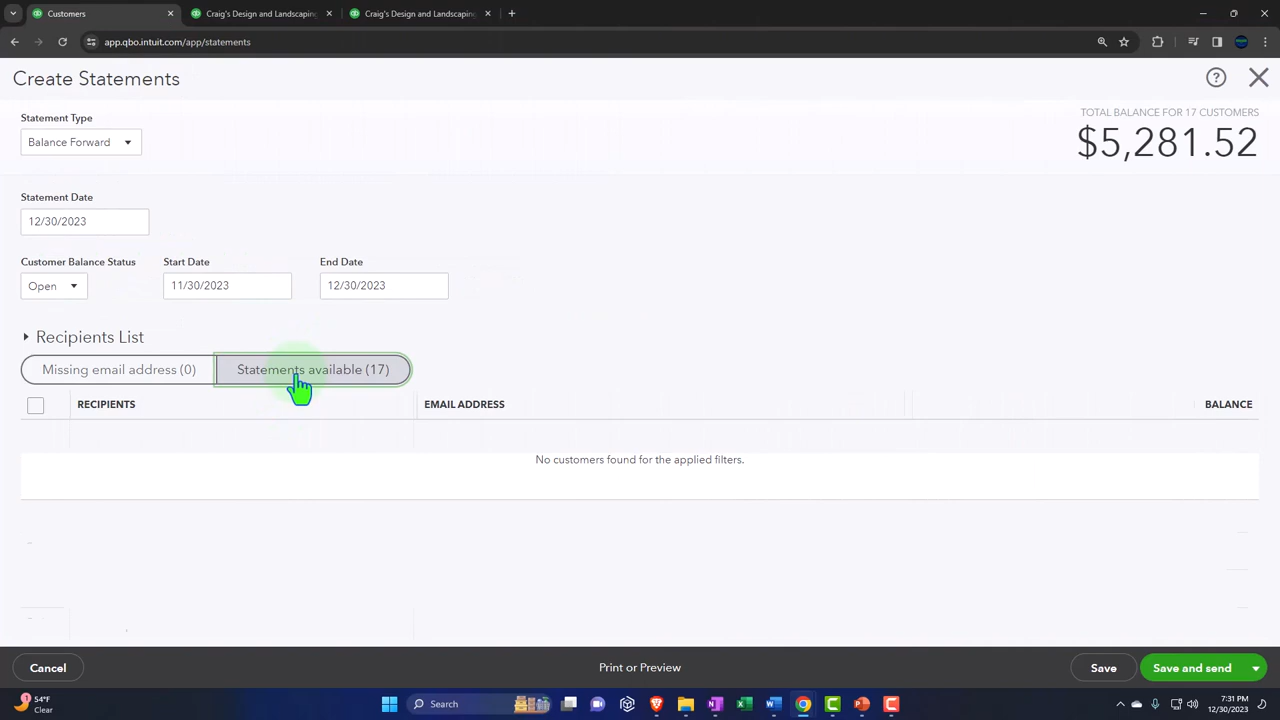 Customers
Craig's Design and Landscaping
Craig's Design and Landscaping
app.qbo.intuit.com/app/statements
Create Statements
Statement Type
TOTAL BALANCE FOR 17 CUSTOMERS
Balance Forward
$5,281.52
Statement Date
12/30/2023
Customer Balance Status
Start Date
End Date
Open
11/30/2023
12/30/2023
Recipients List
Missing email address (0)
Statements available (17)
RECIPIENTS
EMAIL ADDRESS
BALANCE
No customers found for the applied filters.
Cancel
Print or Preview
Save
Save and send
1
54°F
Clear
Search
7:31 PM
12/30/2023